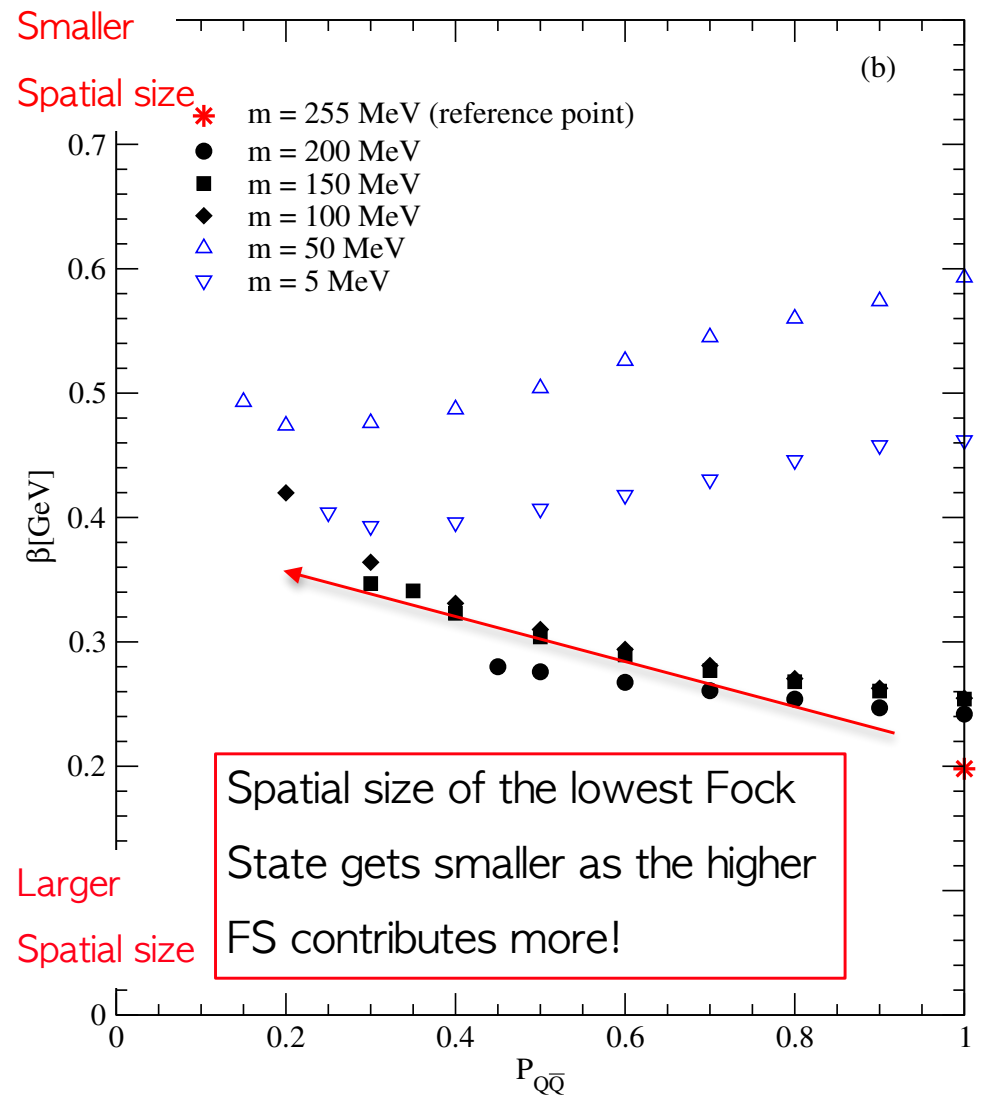 Smaller
Spatial size
(b)
m = 255 MeV (reference point)
m = 200 MeV
m = 150 MeV
m = 100 MeV
m = 50 MeV
m = 5 MeV
0.7
0.6
0.5
0.4
0.3
0.2
0
β[GeV]
Spatial size of the lowest Fock
State gets smaller as the higher
FS contributes more!
Larger
Spatial size
0 0.2 0.4 0.6 0.8 1
P_{QQ̅}